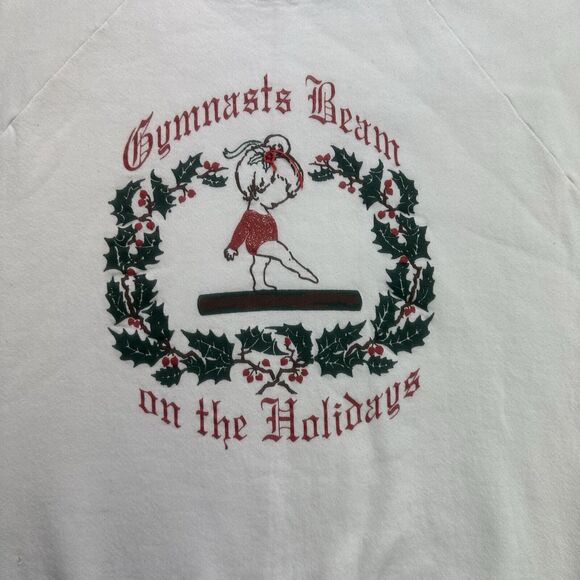 Gymnasts Beam
on the Holidays